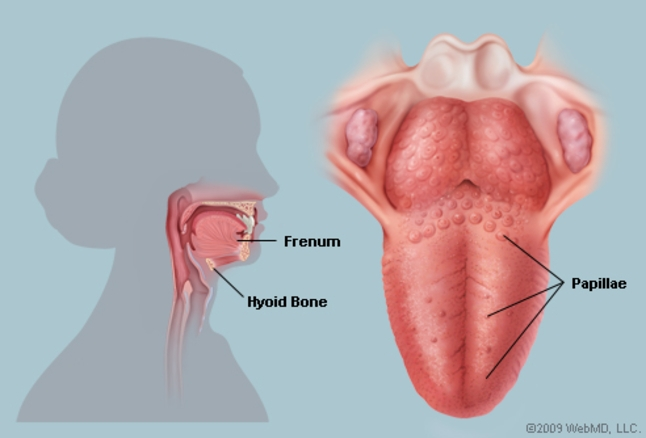 Frenum
Hyoid Bone
Papillae
©2009 WebMD, LLC.